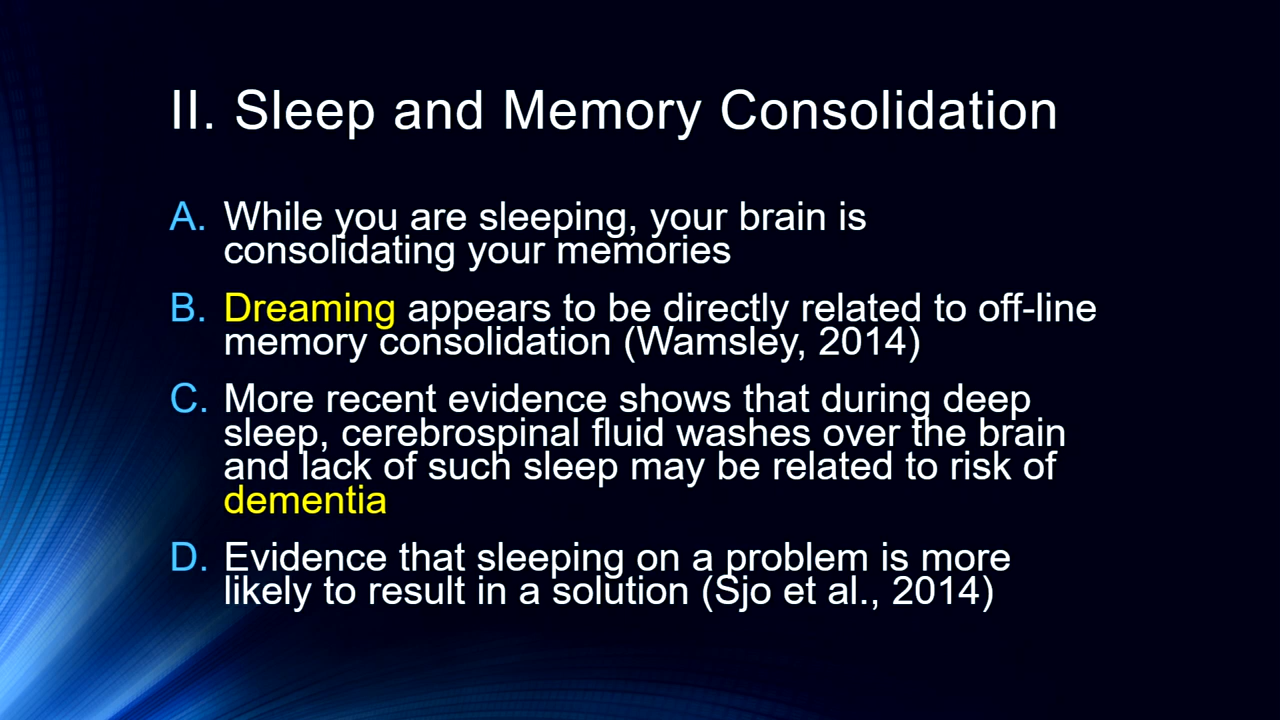 II. Sleep and Memory Consolidation
A. While you are sleeping, your brain is
consolidating your memories
B. Dreaming appears to be directly related to off-line
memory consolidation (Wamsley, 2014)
C. More recent evidence shows that during deep
sleep, cerebrospinal fluid washes over the brain
and lack of such sleep may be related to risk of
dementia
D. Evidence that sleeping on a problem is more
likely to result in a solution (Sjo et al., 2014)